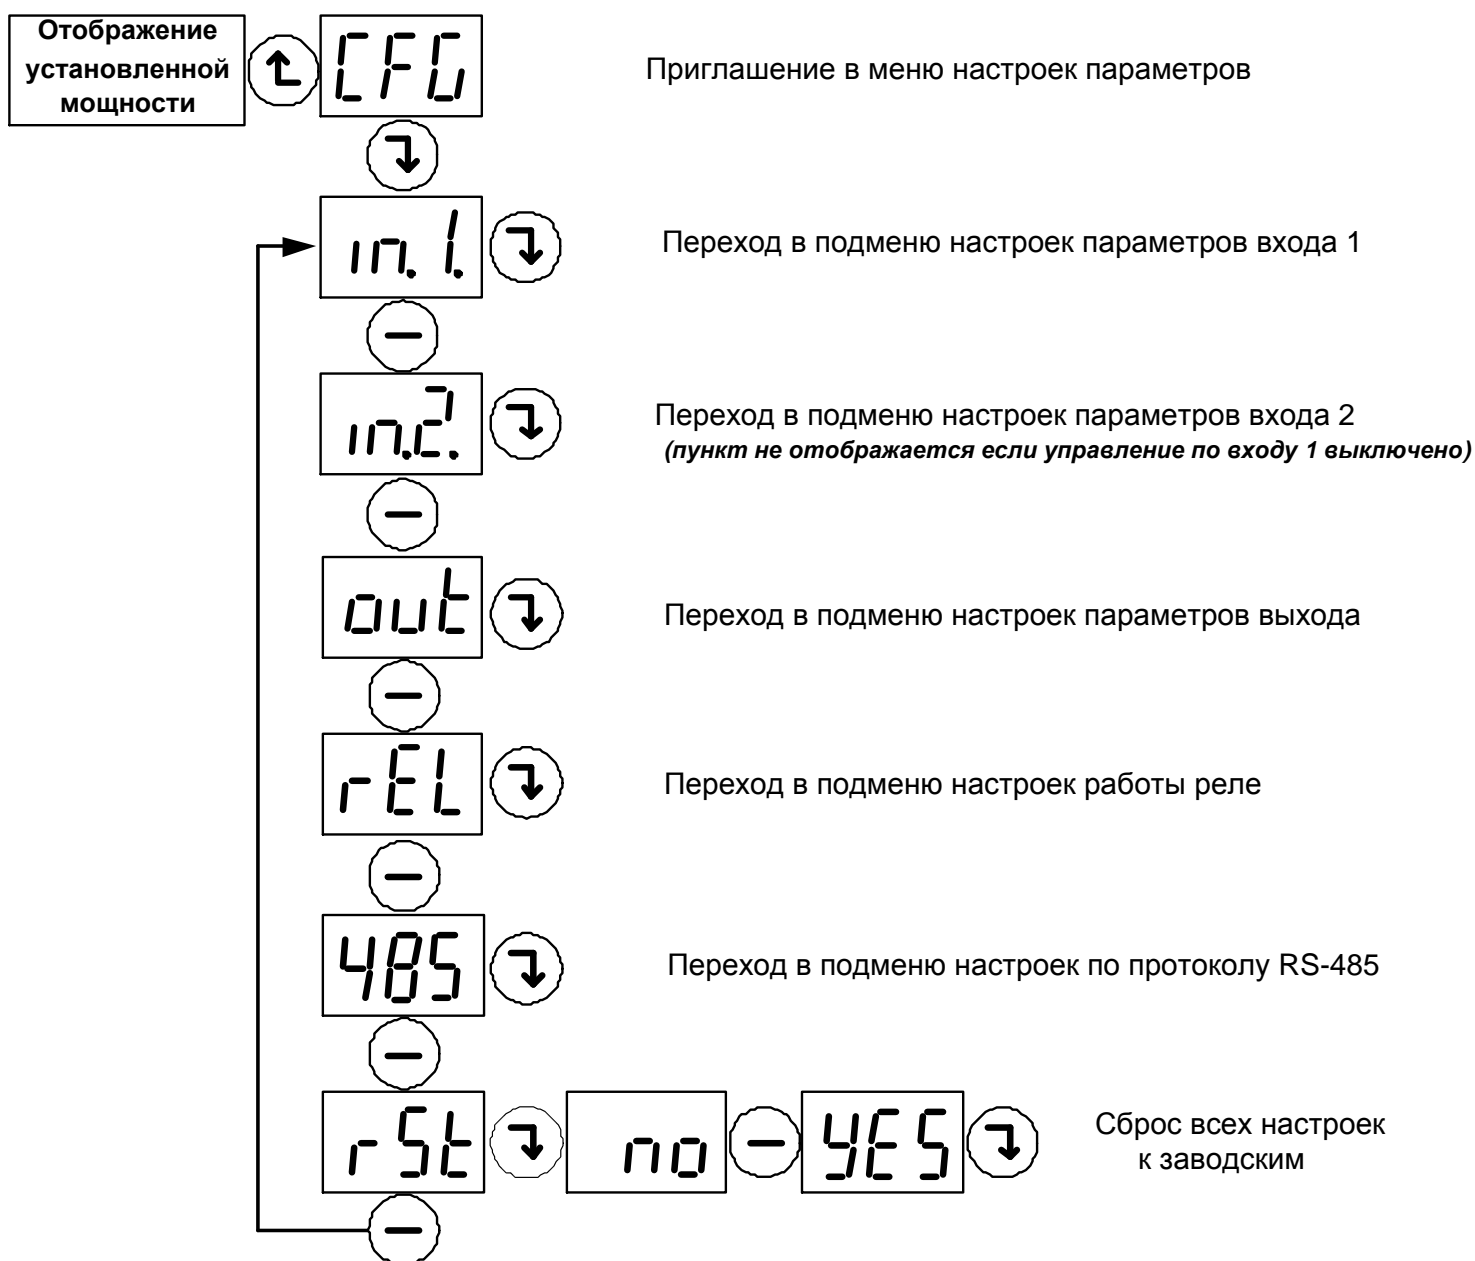 Отображение
установленной
мощности
CFG
Приглашение в меню настроек параметров
in.1.
Переход в подменю настроек параметров входа 1
in.2.
Переход в подменю настроек параметров входа 2
(пункт не отображается если управление по входу 1 выключено)
out
Переход в подменю настроек параметров выхода
rEL
Переход в подменю настроек работы реле
485
Переход в подменю настроек по протоколу RS-485
rSt
no
YES
Сброс всех настроек
к заводским